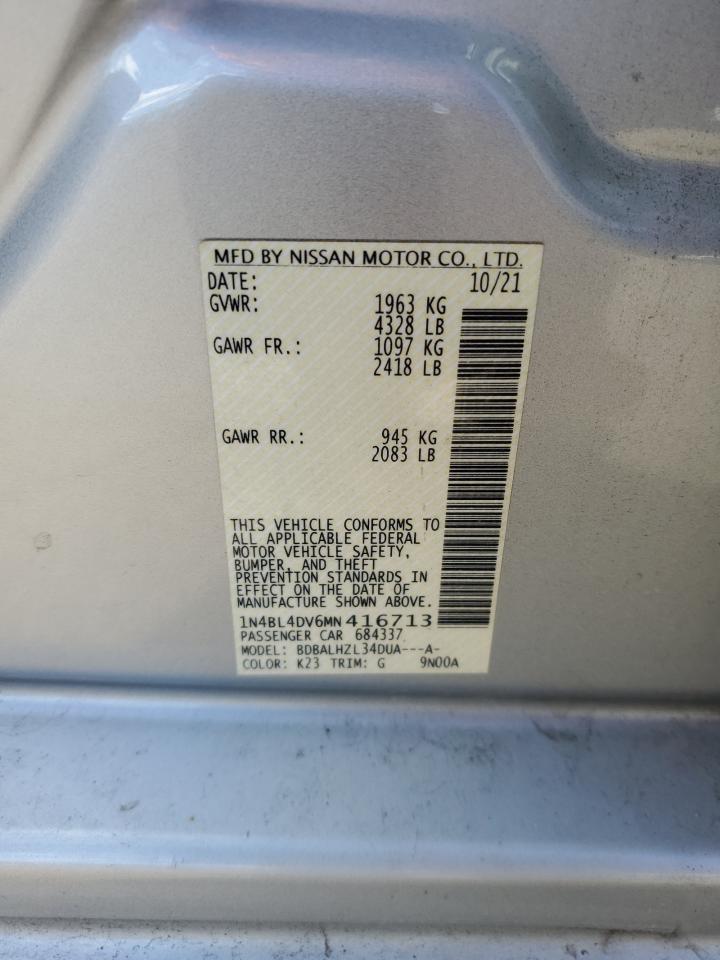 MFD BY NISSAN MOTOR CO., LTD.
DATE: 10/21
GVWR: 1963 KG
4328 LB
GAWR FR.: 1097 KG
2418 LB
GAWR RR.: 945 KG
2083 LB
THIS VEHICLE CONFORMS TO
ALL APPLICABLE FEDERAL
MOTOR VEHICLE SAFETY,
BUMPER, AND THEFT
PREVENTION STANDARDS IN
EFFECT ON THE DATE OF
MANUFACTURE SHOWN ABOVE.
1N4BL4DV6MN416713
PASSENGER CAR 684337
MODEL: BDBALHZL34DUA---A-
COLOR: K23 TRIM: G 9N00A